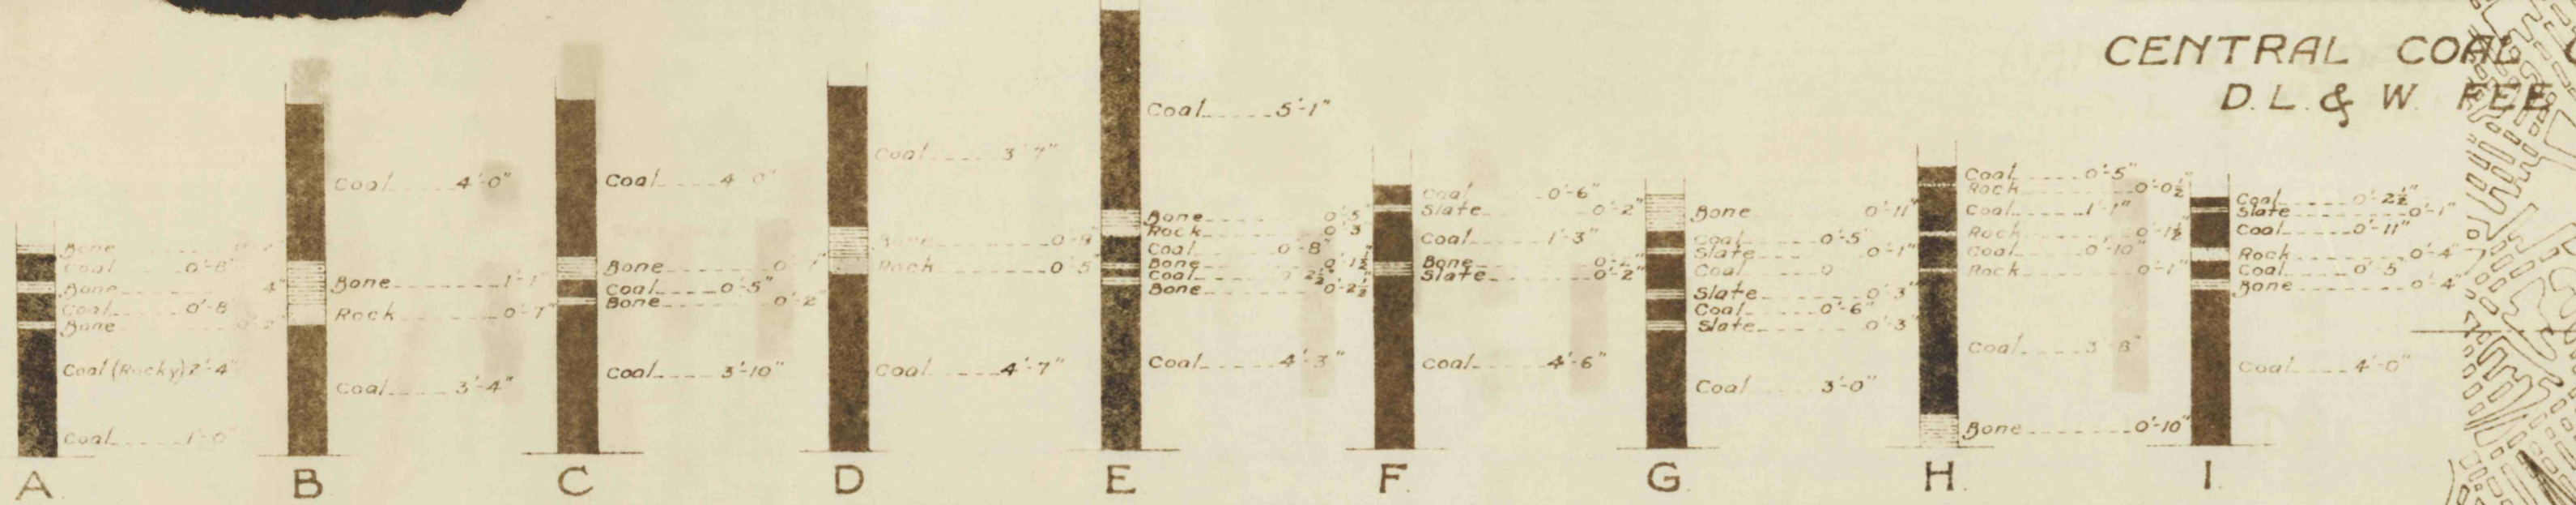 CENTRAL COAL
D. L. & W. FEE
Bone
Coal 0'-8"
Bone 4"
Coal 0'-8
Bone 0'-2"
Coal (Rocky) 2'-4"
Coal 1'-0"
A
Coal 4'-0"
Bone 1'-1"
Rock 0'-7"
Coal 3'-4"
B
Coal 4 0"
Bone
Coal 0'-5"
Bone 0'-2"
Coal 3'-10"
C
Coal 3'-7"
Bone
Rock 0'-5"
Coal 4'-7"
D
Coal 5'-1"
Bone 0'-5"
Rock 0'-3"
Coal 0'-8"
Bone
Coal 2½"
Bone 0'-2½"
Coal 4'-3"
E
Coal 0'-6"
Slate 0'-2"
Coal 1'-3"
Bone
Slate 0'-2"
Coal 4'-6"
F.
Bone 0'-11"
Coal 0'-5"
Slate 0'-1"
Coal 0
Slate 0'-3"
Coal 0'-6"
Slate 0'-3"
Coal 3'-0"
G.
Coal 0'-5"
Rock 0'-0½"
Coal 1'-1"
Rock 0'-1½"
Coal 0'-10"
Rock 0'-1"
Coal 3'-8"
Bone 0'-10"
H.
Coal 0'-2½"
Slate 0'-1"
Coal 0'-11"
Rock 0'-4"
Coal 0'-5"
Bone 0'-4"
Coal 4'-0"
I.